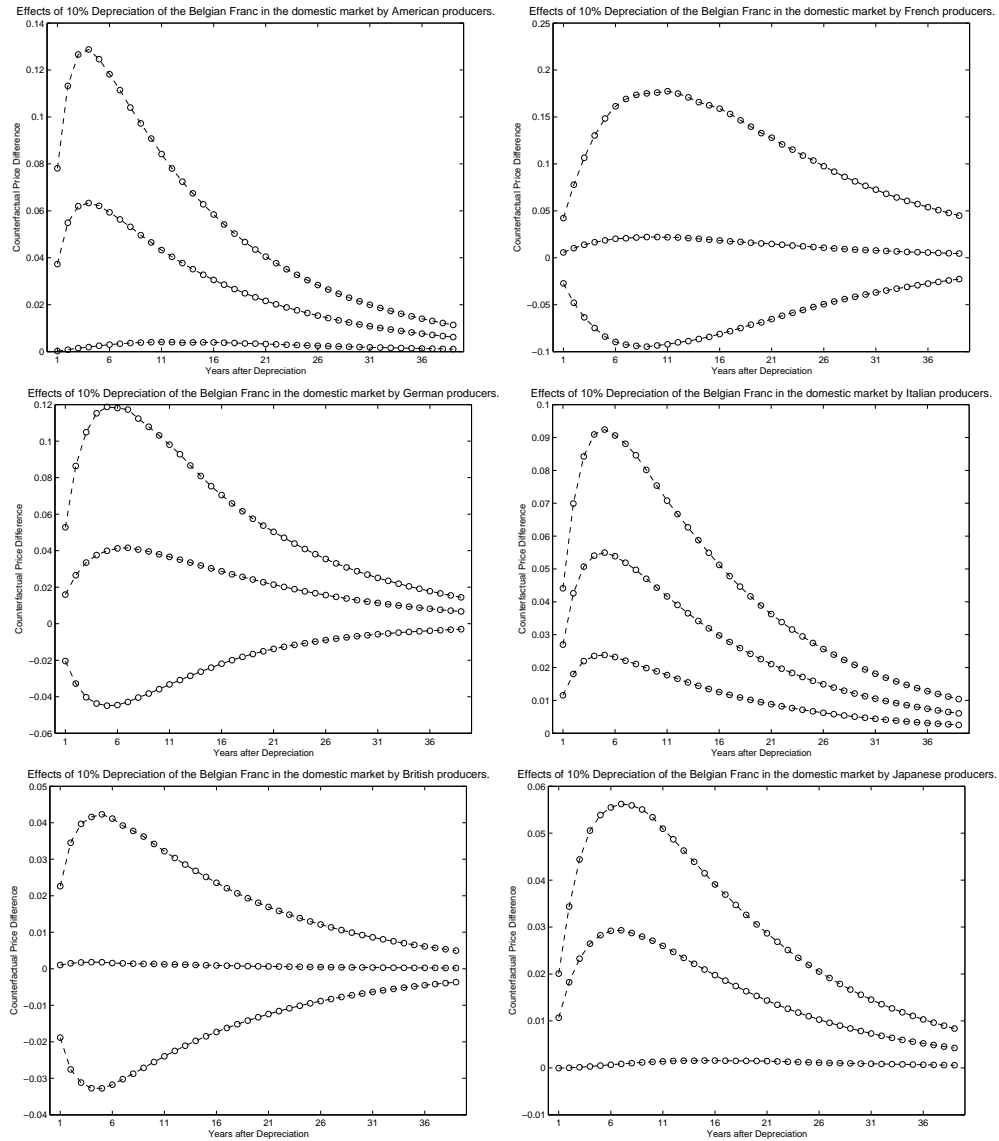 Effects of 10% Depreciation of the Belgian Franc in the domestic market by American producers.
0.14
0.12
0.1
0.08
0.06
0.04
0.02
0
Counterfactual Price Difference
1 6 11 16 21 26 31 36
Years after Depreciation
Effects of 10% Depreciation of the Belgian Franc in the domestic market by French producers.
0.25
0.2
0.15
0.1
0.05
0
−0.05
−0.1
Counterfactual Price Difference
1 6 11 16 21 26 31 36
Years after Depreciation
Effects of 10% Depreciation of the Belgian Franc in the domestic market by German producers.
0.12
0.1
0.08
0.06
0.04
0.02
0
−0.02
−0.04
−0.06
Counterfactual Price Difference
1 6 11 16 21 26 31 36
Years after Depreciation
Effects of 10% Depreciation of the Belgian Franc in the domestic market by Italian producers.
0.1
0.09
0.08
0.07
0.06
0.05
0.04
0.03
0.02
0.01
0
Counterfactual Price Difference
1 6 11 16 21 26 31 36
Years after Depreciation
Effects of 10% Depreciation of the Belgian Franc in the domestic market by British producers.
0.05
0.04
0.03
0.02
0.01
0
−0.01
−0.02
−0.03
−0.04
Counterfactual Price Difference
1 6 11 16 21 26 31 36
Years after Depreciation
Effects of 10% Depreciation of the Belgian Franc in the domestic market by Japanese producers.
0.06
0.05
0.04
0.03
0.02
0.01
0
−0.01
Counterfactual Price Difference
1 6 11 16 21 26 31 36
Years after Depreciation